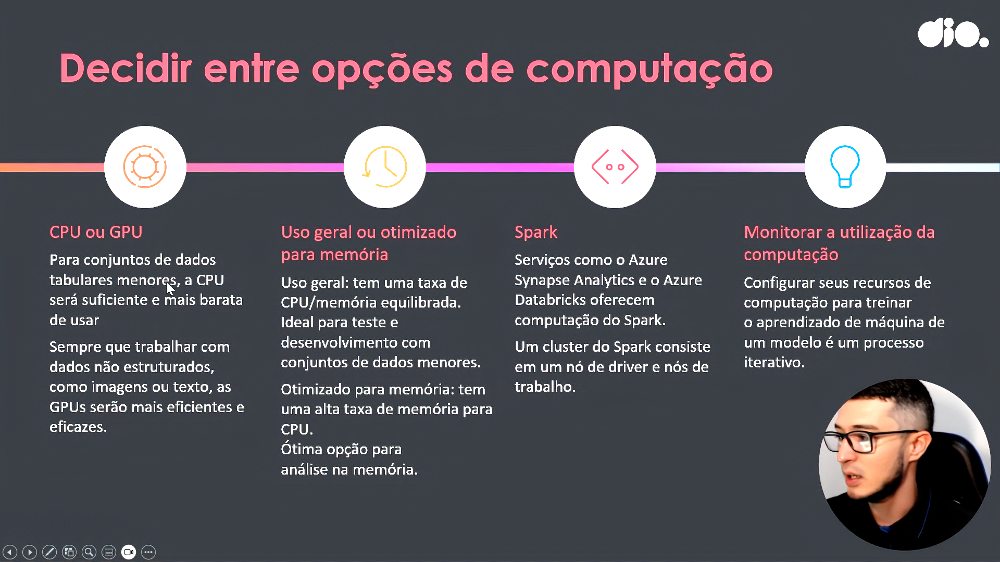 dio.
Decidir entre opções de computação
CPU ou GPU
Para conjuntos de dados
tabulares menores, a CPU
será suficiente e mais barata
de usar
Sempre que trabalhar com
dados não estruturados,
como imagens ou texto, as
GPUs serão mais eficientes e
eficazes.
Uso geral ou otimizado
para memória
Uso geral: tem uma taxa de
CPU/memória equilibrada.
Ideal para teste e
desenvolvimento com
conjuntos de dados menores.
Otimizado para memória: tem
uma alta taxa de memória para
CPU.
Ótima opção para
análise na memória.
Spark
Serviços como o Azure
Synapse Analytics e o Azure
Databricks oferecem
computação do Spark.
Um cluster do Spark consiste
em um nó de driver e nós de
trabalho.
Monitorar a utilização da
computação
Configurar seus recursos de
computação para treinar
o aprendizado de máquina de
um modelo é um processo
iterativo.